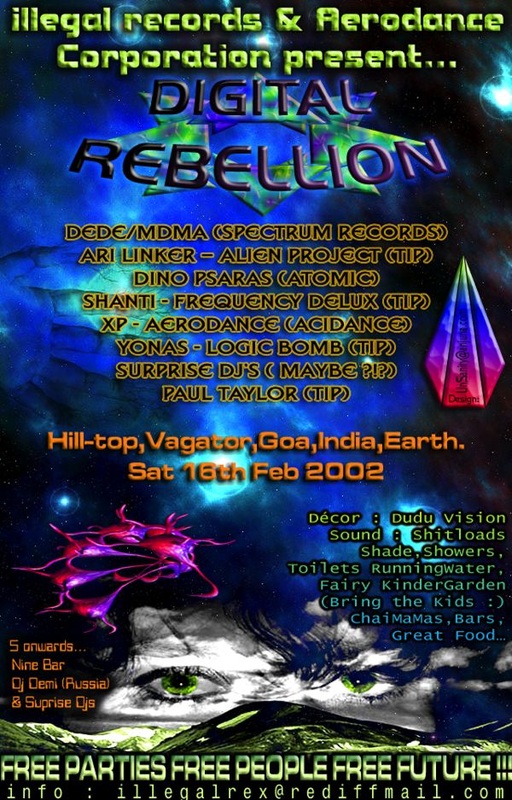 illegal records & Aerodance
Corporation present...
DIGITAL
REBELLION
DEDE/MDMA (SPECTRUM RECORDS)
ARI LINKER – ALIEN PROJECT (TIP)
DINO PSARAS (ATOMIC)
SHANTI - FREQUENCY DELUX (TIP)
XP - AERODANCE (ACIDANCE)
YONAS - LOGIC BOMB (TIP)
SURPRISE DJ'S ( MAYBE ?!?)
PAUL TAYLOR (TIP)
Designs
Hill-top,Vagator,Goa,India,Earth.
Sat 16th Feb 2002
Décor : Dudu Vision
Sound : Shitloads
Shade,Showers,
Toilets RunningWater,
Fairy KinderGarden
(Bring the Kids :)
ChaiMaMas,Bars,
Great Food...
5 onwards...
Nine Bar
Dj Demi (Russia)
& Suprise Djs
FREE PARTIES FREE PEOPLE FREE FUTURE !!!
info : illegalrex@rediffmail.com